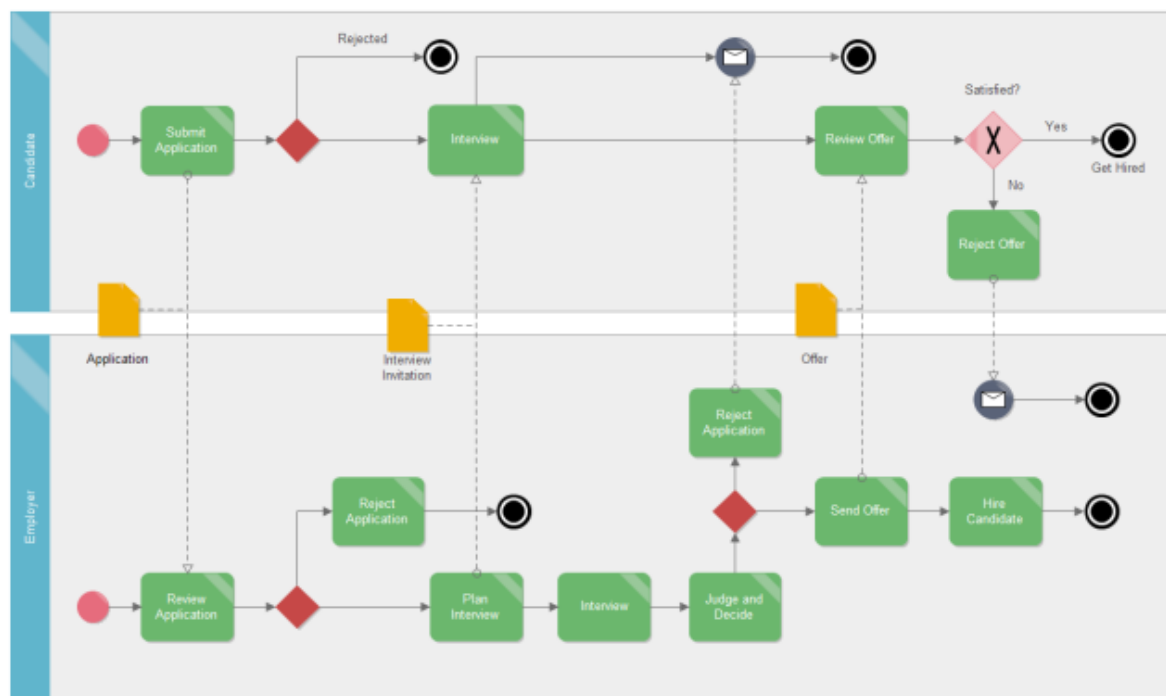 Candidate
Rejected
Submit
Application
Interview
Review Offer
Satisfied?
Yes
Get Hired
No
Reject Offer
Application
Interview
Invitation
Offer
Employer
Reject
Application
Reject
Application
Send Offer
Hire
Candidate
Review
Application
Plan
Interview
Interview
Judge and
Decide